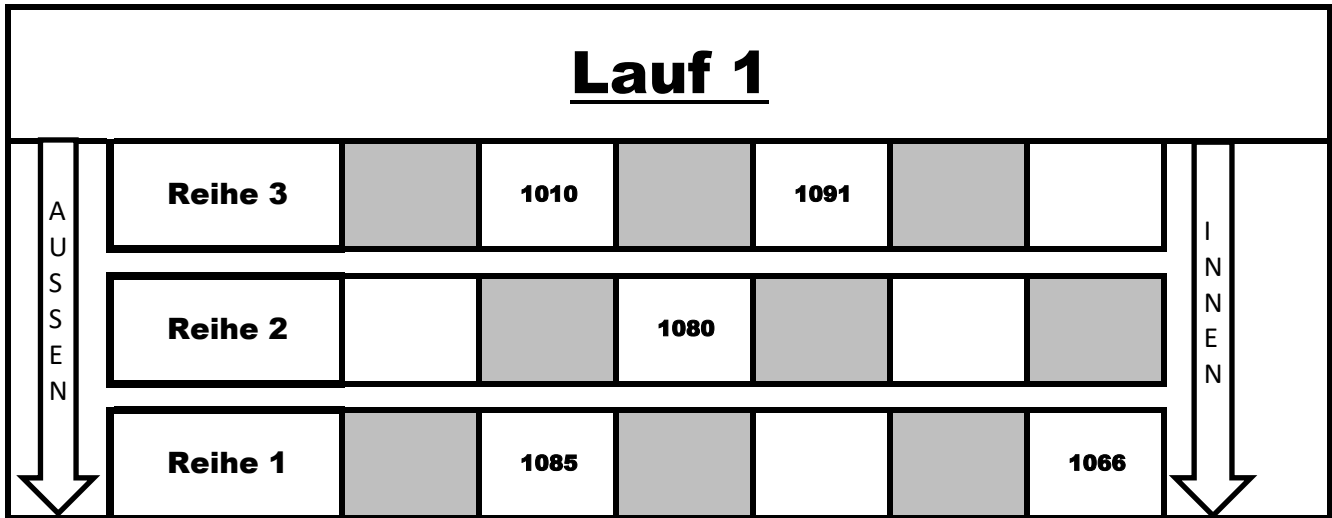 Lauf 1
AUSSEN
Reihe 3 1010 1091
INNEN
Reihe 2 1080
Reihe 1 1085 1066